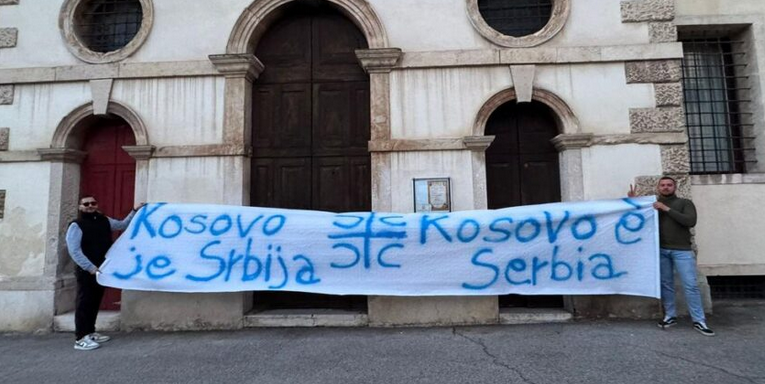 Kosovo
je Srbija
Kosovo è
Serbia